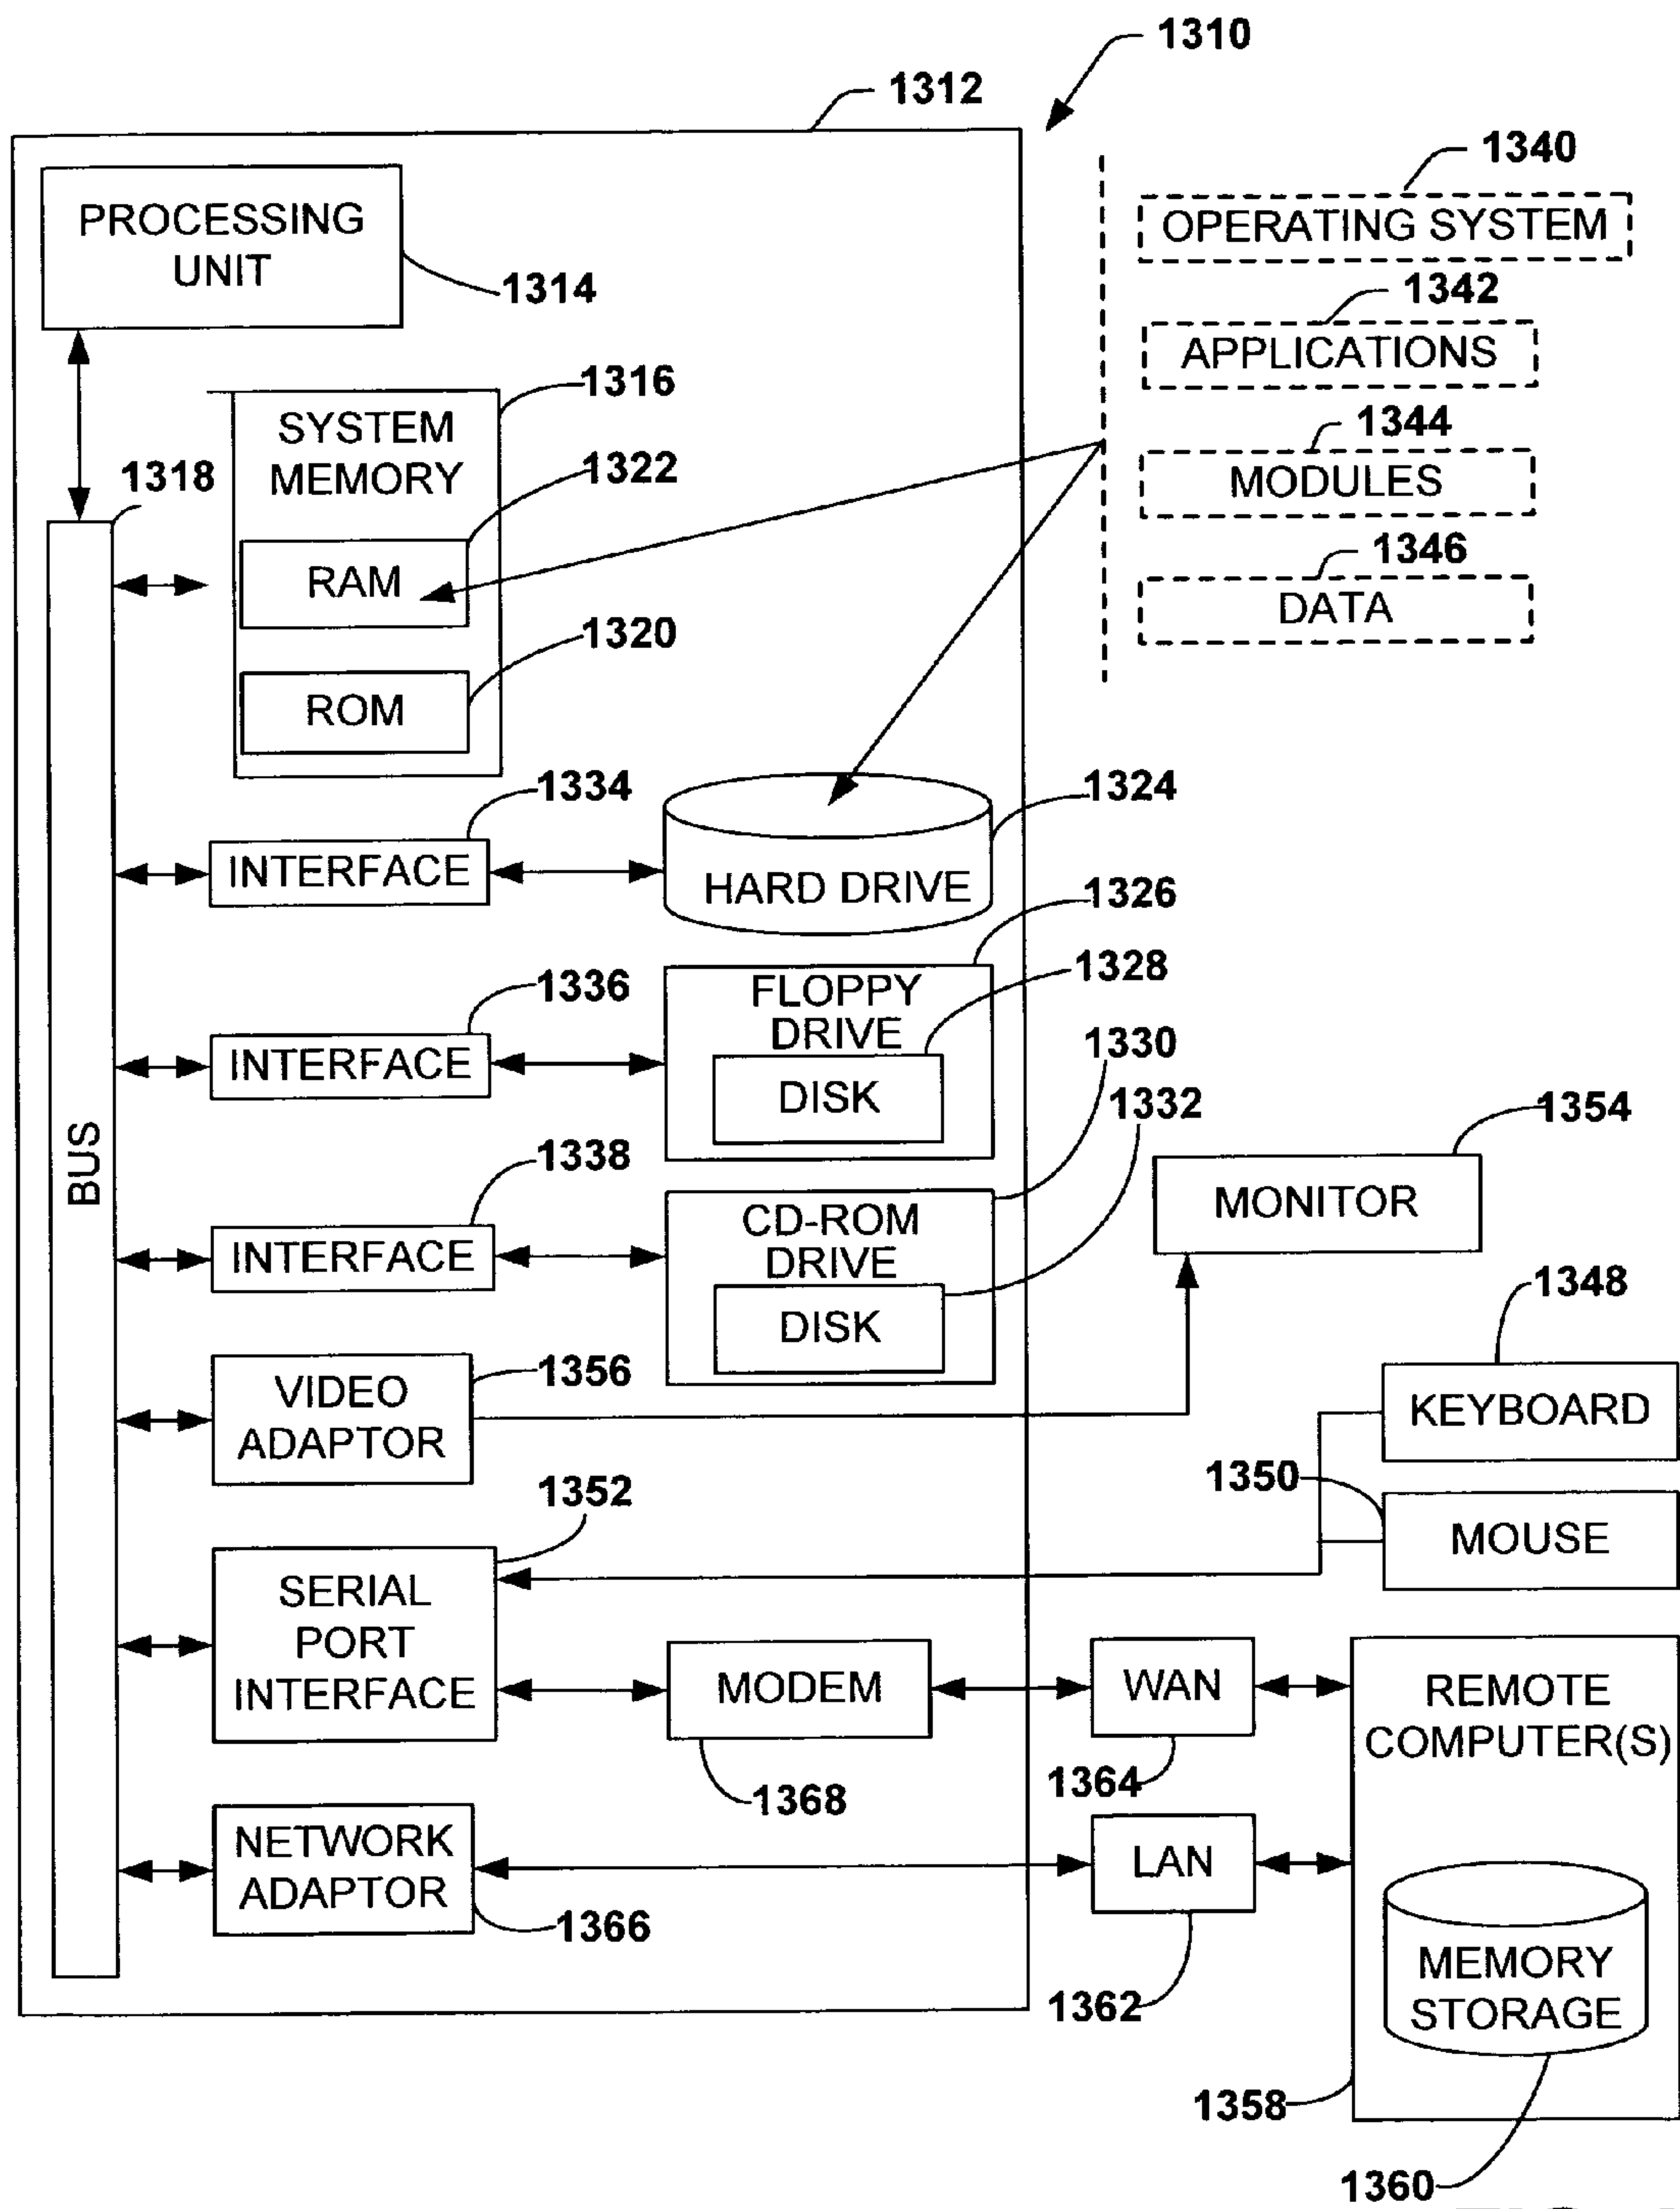 1310
1312
1340
PROCESSING
UNIT
OPERATING SYSTEM
1314
1342
APPLICATIONS
1316
SYSTEM
MEMORY
1344
1318
1322
MODULES
1346
RAM
DATA
1320
ROM
1334
1324
INTERFACE
HARD DRIVE
1326
1336
1328
FLOPPY
DRIVE
INTERFACE
1330
DISK
1332
1354
BUS
1338
MONITOR
CD-ROM
DRIVE
INTERFACE
1348
DISK
1356
VIDEO
ADAPTOR
KEYBOARD
1350
1352
MOUSE
SERIAL
PORT
INTERFACE
MODEM
WAN
REMOTE
COMPUTER(S)
1368
1364
NETWORK
ADAPTOR
LAN
1366
MEMORY
STORAGE
1362
1358
1360